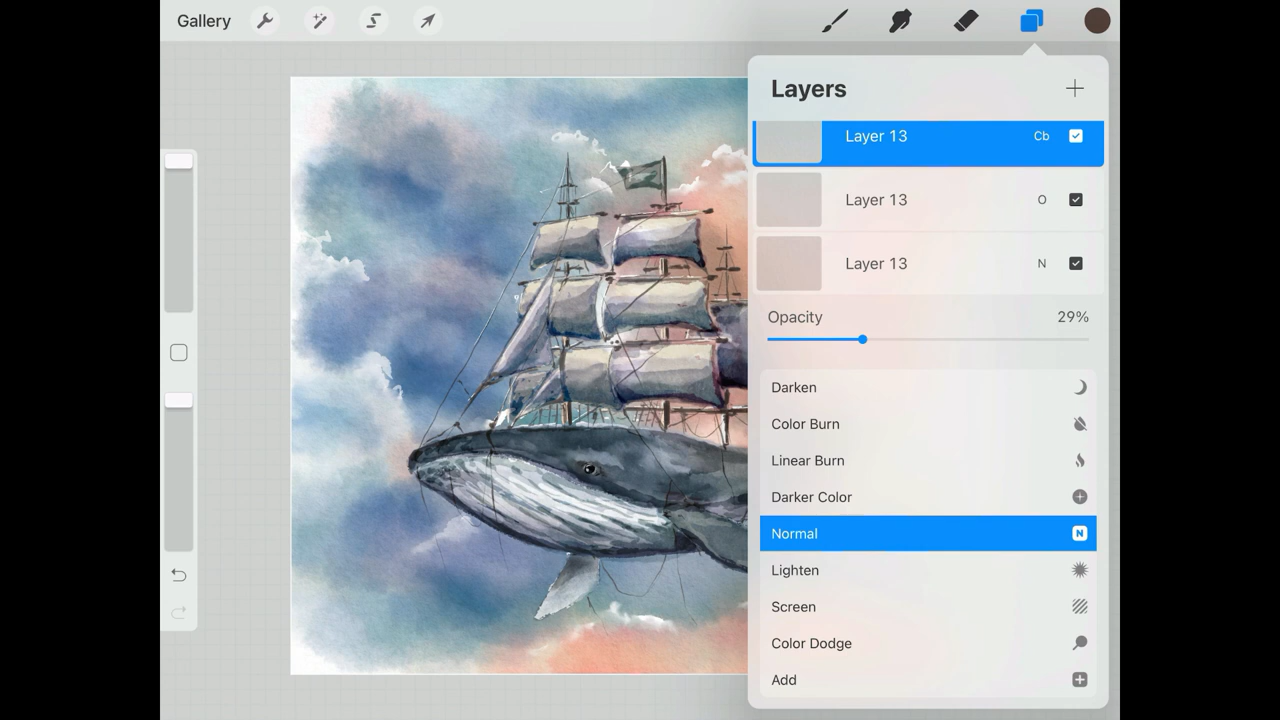 Gallery
Layers
Layer 13 Cb
Layer 13 O
Layer 13 N
Opacity 29%
Darken
Color Burn
Linear Burn
Darker Color
Normal N
Lighten
Screen
Color Dodge
Add